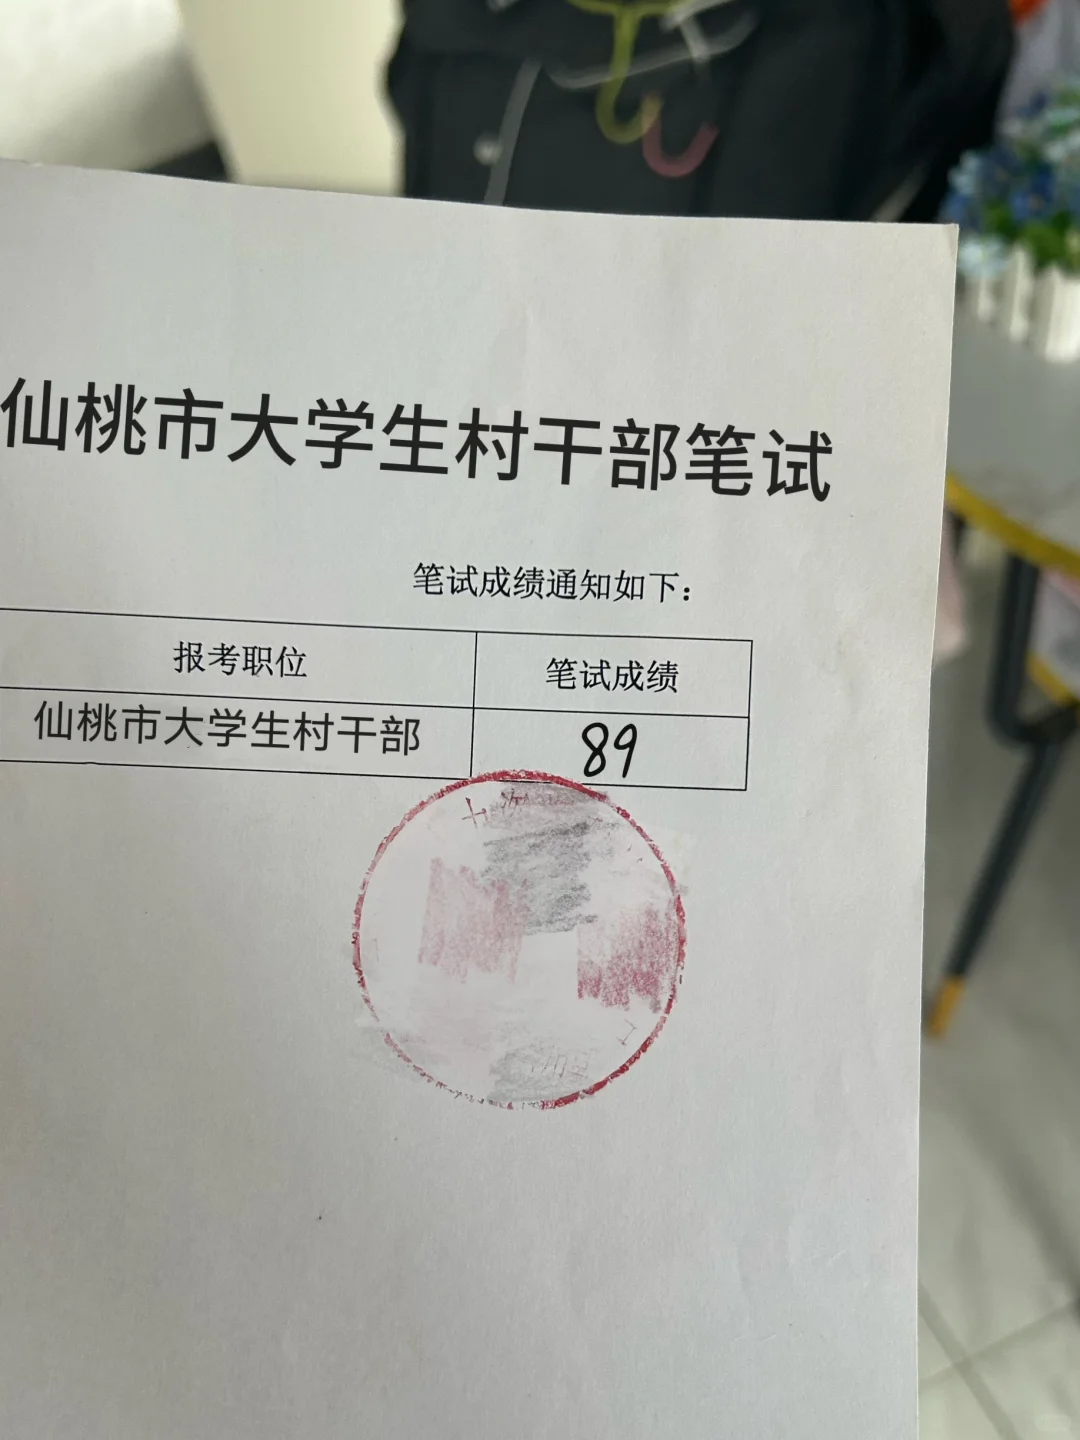 仙桃市大学生村干部笔试
笔试成绩通知如下：
报考职位 笔试成绩
仙桃市大学生村干部 89